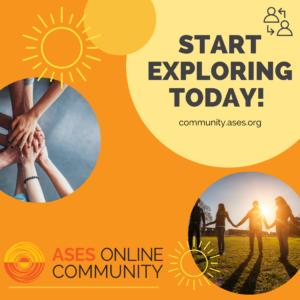 START
EXPLORING
TODAY!
community.ases.org
ASES ONLINE
COMMUNITY